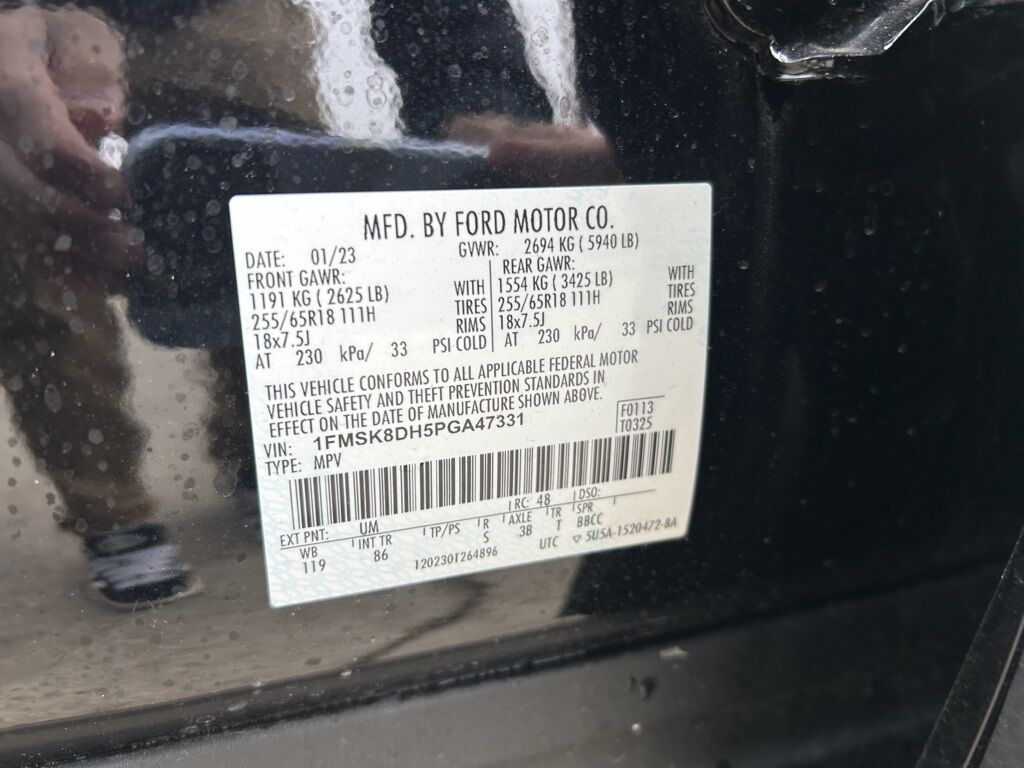 MFD. BY FORD MOTOR CO.
DATE: 01/23 GVWR: 2694 KG ( 5940 LB)
FRONT GAWR: REAR GAWR:
1191 KG ( 2625 LB) WITH 1554 KG ( 3425 LB) WITH
255/65R18 111H TIRES 255/65R18 111H TIRES
18x7.5J RIMS 18x7.5J RIMS
AT 230 kPa/ 33 PSI COLD AT 230 kPa/ 33 PSI COLD
THIS VEHICLE CONFORMS TO ALL APPLICABLE FEDERAL MOTOR
VEHICLE SAFETY AND THEFT PREVENTION STANDARDS IN
EFFECT ON THE DATE OF MANUFACTURE SHOWN ABOVE.
VIN: 1FMSK8DH5PGA47331 F0113
TYPE: MPV T0325
EXT PNT: UM RC: 48 DSO:
WB INT TR TP/PS R AXLE TR SPR
119 86 S 3B T BBCC
120230126489​6 UTC ▽ 5U5A-1520472-8A